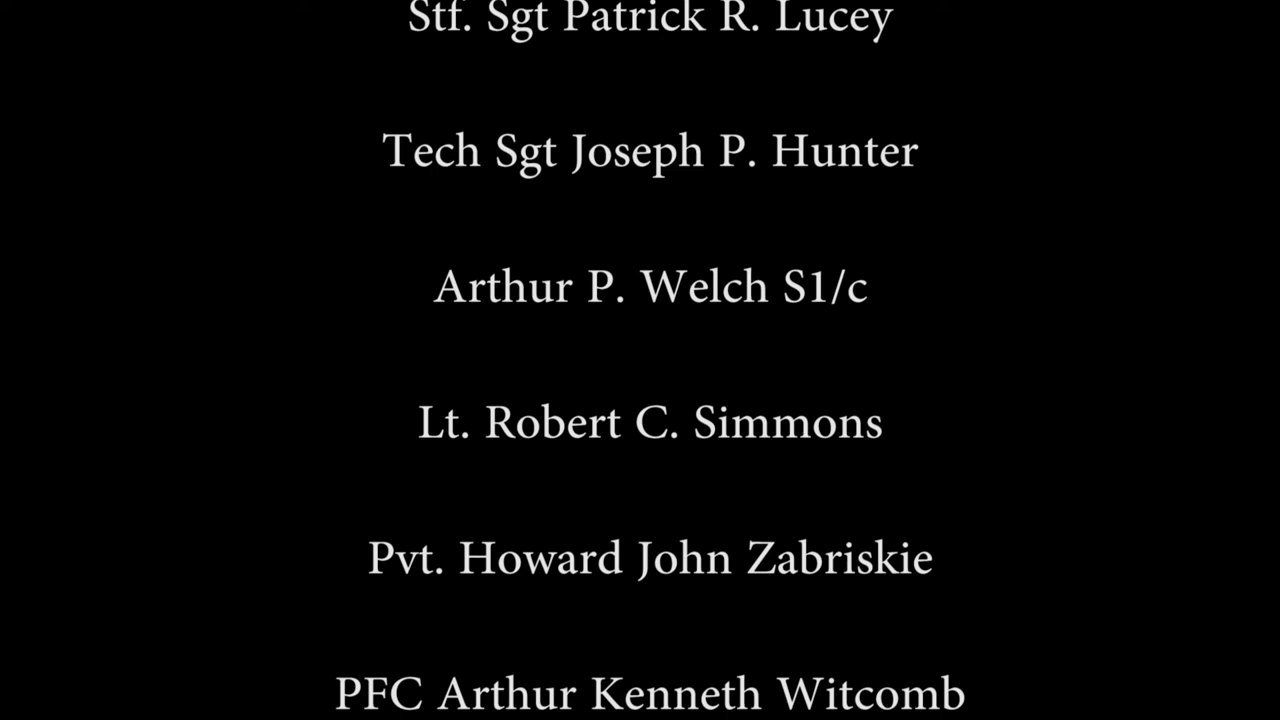 Stf. Sgt Patrick R. Lucey
Tech Sgt Joseph P. Hunter
Arthur P. Welch S1/c
Lt. Robert C. Simmons
Pvt. Howard John Zabriskie
PFC Arthur Kenneth Witcomb